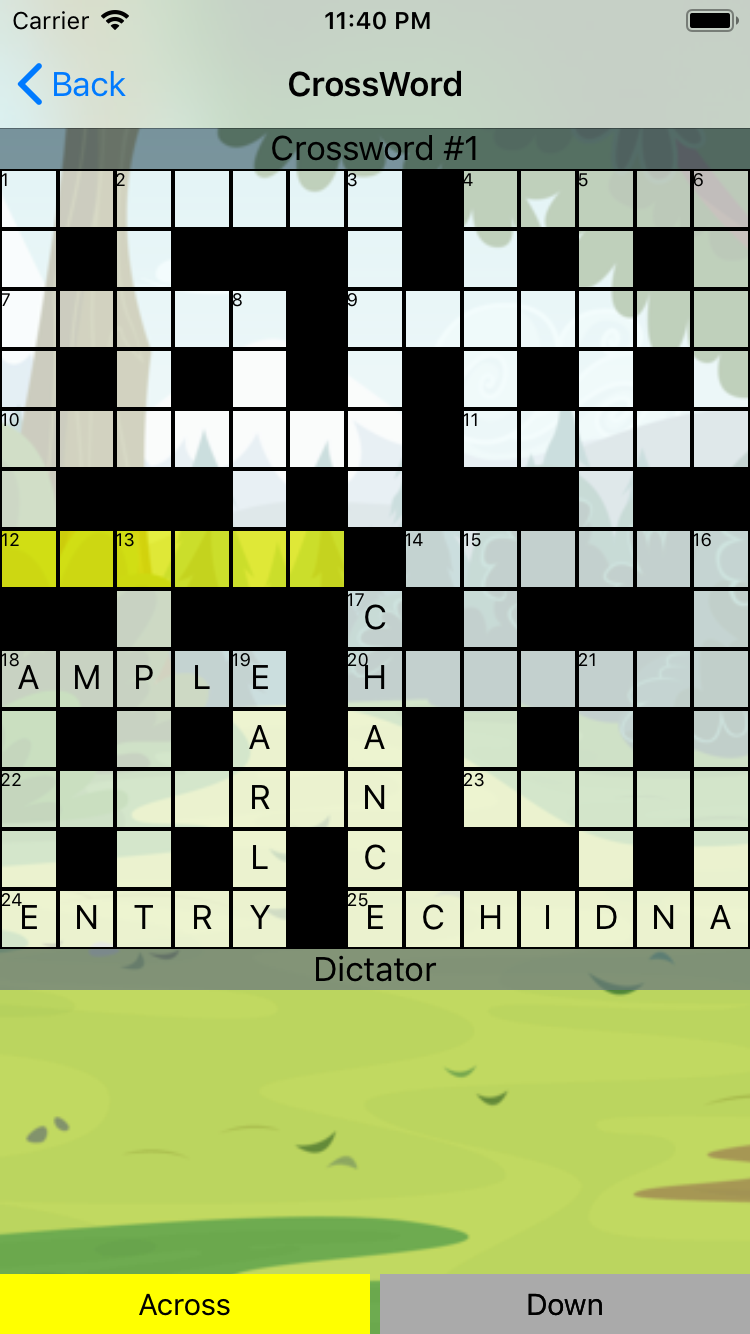 Carrier 11:40 PM
Back CrossWord
Crossword #1
1 2 3 4 5 6
7 8 9
10 11
12 13 14 15 16
17 C
18 A M P L 19 E 20 H 21
A A
22 R N 23
L C
24 E N T R Y 25 E C H I D N A
Dictator
Across Down